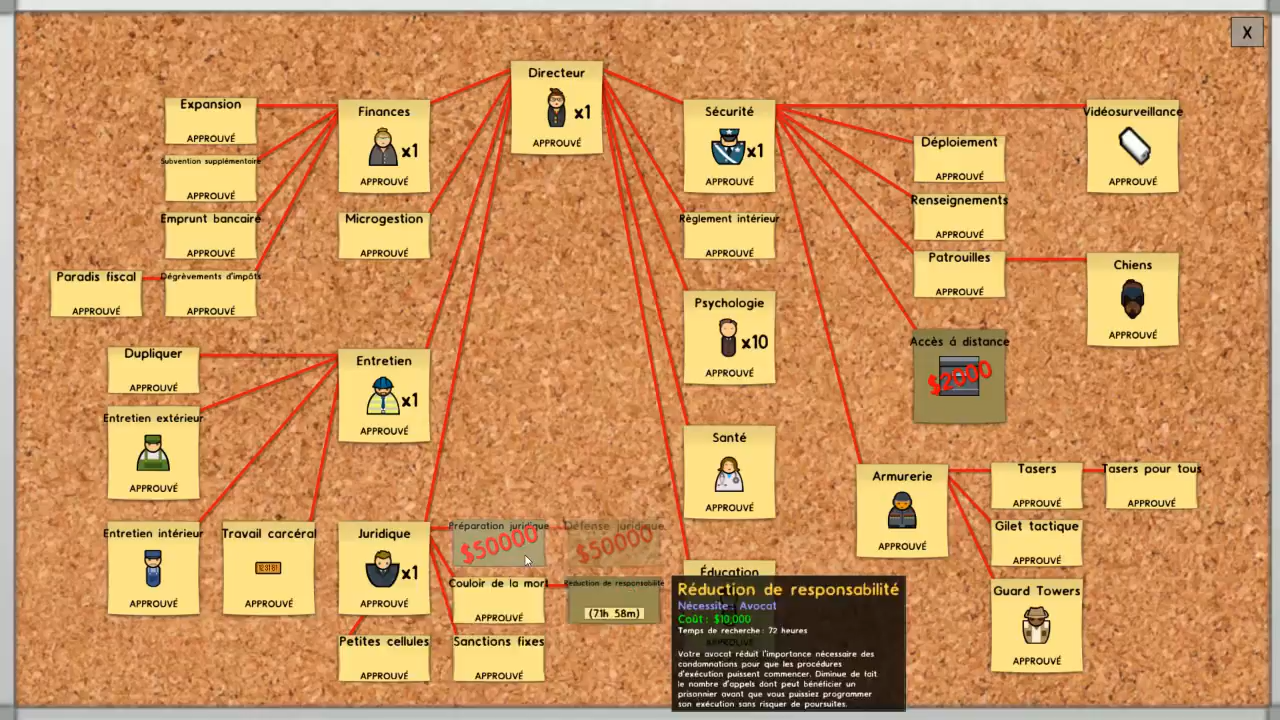 X
Directeur
x1
APPROUVÉ
Expansion
APPROUVÉ
Subvention supplémentaire
APPROUVÉ
Emprunt bancaire
APPROUVÉ
Paradis fiscal
APPROUVÉ
Dégrèvements d'impôts
APPROUVÉ
Finances
x1
APPROUVÉ
Microgestion
APPROUVÉ
Dupliquer
APPROUVÉ
Entretien
x1
APPROUVÉ
Entretien extérieur
APPROUVÉ
Entretien intérieur
APPROUVÉ
Travail carcéral
APPROUVÉ
Juridique
x1
APPROUVÉ
Petites cellules
APPROUVÉ
Préparation juridique
$50000
Défense juridique
$50000
Couloir de la mort
APPROUVÉ
Réduction de responsabilité
(71h 58m)
Sanctions fixes
APPROUVÉ
Sécurité
x1
APPROUVÉ
Règlement intérieur
APPROUVÉ
Psychologie
x10
APPROUVÉ
Santé
APPROUVÉ
Éducation
Réduction de responsabilité
Nécessite : Avocat
Coût : $10,000
Temps de recherche : 72 heures
Votre avocat réduit l'importance nécessaire des
condamnations pour que les procédures
d'exécution puissent commencer. Diminue de fait
le nombre d'appels dont peut bénéficier un
prisonnier avant que vous puissiez programmer
son exécution sans risquer de poursuites.
Déploiement
APPROUVÉ
Renseignements
APPROUVÉ
Patrouilles
APPROUVÉ
Accès à distance
$2000
Vidéosurveillance
APPROUVÉ
Chiens
APPROUVÉ
Armurerie
APPROUVÉ
Tasers
APPROUVÉ
Tasers pour tous
APPROUVÉ
Gilet tactique
APPROUVÉ
Guard Towers
APPROUVÉ